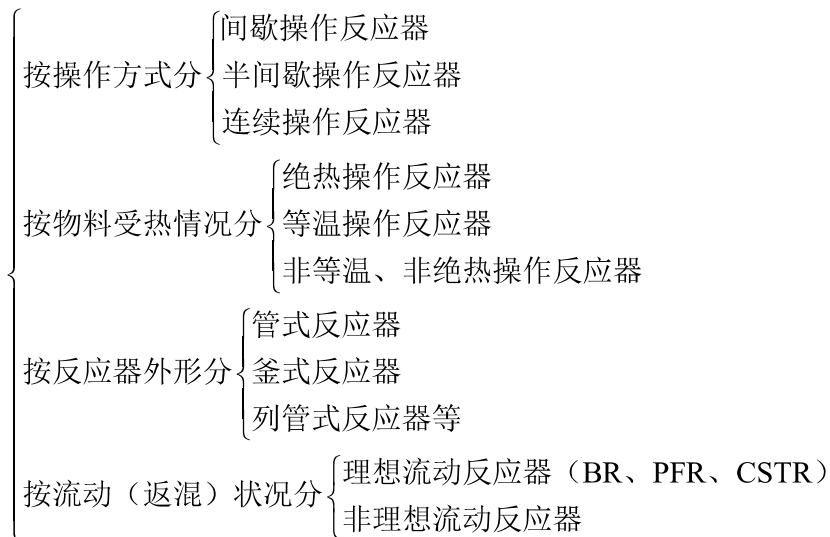 按操作方式分
间歇操作反应器
半间歇操作反应器
连续操作反应器
按物料受热情况分
绝热操作反应器
等温操作反应器
非等温、非绝热操作反应器
按反应器外形分
管式反应器
釜式反应器
列管式反应器等
按流动（返混）状况分
理想流动反应器（BR、PFR、CSTR）
非理想流动反应器